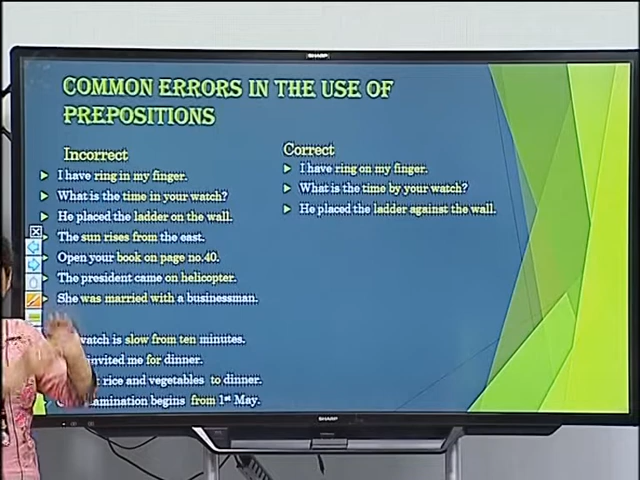 SHARP
COMMON ERRORS IN THE USE OF
PREPOSITIONS
Incorrect
I have ring in my finger.
What is the time in your watch?
He placed the ladder on the wall.
The sun rises from the east.
Open your book on page no.40.
The president came on helicopter.
She was married with a businessman.
watch is slow from ten minutes.
invited me for dinner.
rice and vegetables to dinner.
amination begins from 1st May.
Correct
I have ring on my finger.
What is the time by your watch?
He placed the ladder against the wall.
SHARP